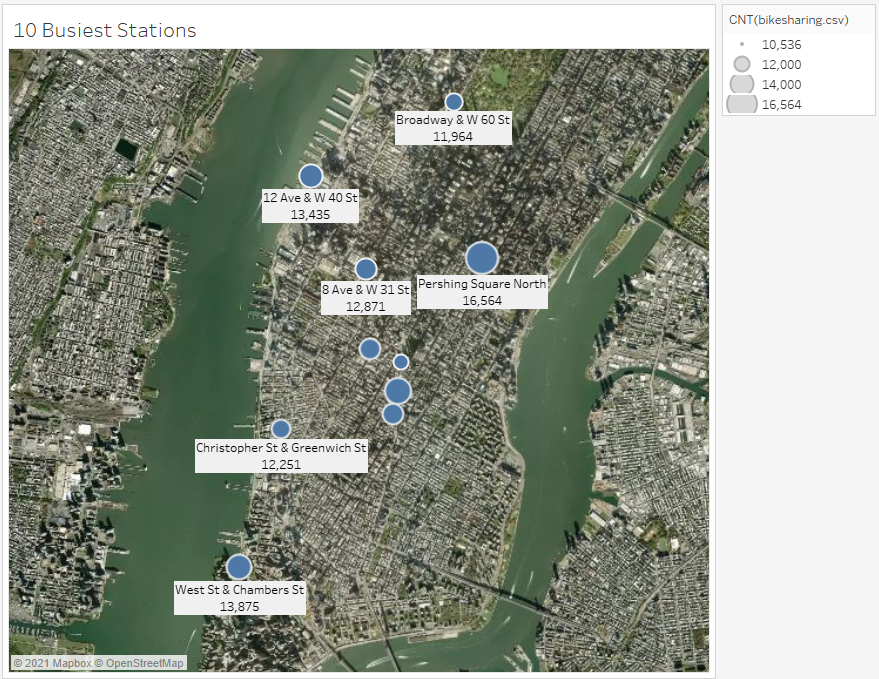 10 Busiest Stations
CNT(bikesharing.csv)
10,536
12,000
14,000
16,564
Broadway & W 60 St
11,964
12 Ave & W 40 St
13,435
8 Ave & W 31 St
12,871
Pershing Square North
16,564
Christopher St & Greenwich St
12,251
West St & Chambers St
13,875
© 2021 Mapbox © OpenStreetMap